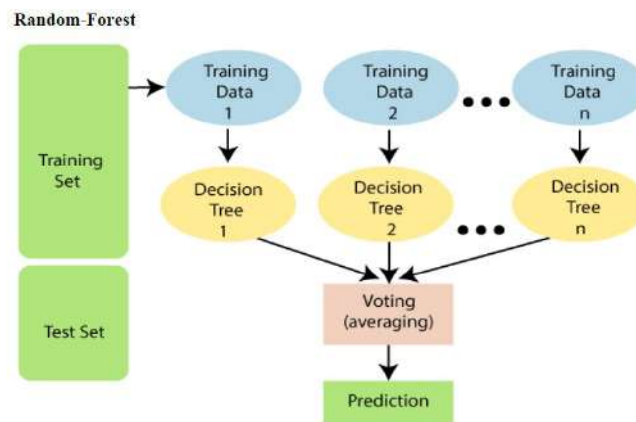 Random-Forest
Training
Set
Test Set
Training
Data
1
Training
Data
2
Training
Data
n
Decision
Tree
1
Decision
Tree
2
Decision
Tree
n
Voting
(averaging)
Prediction